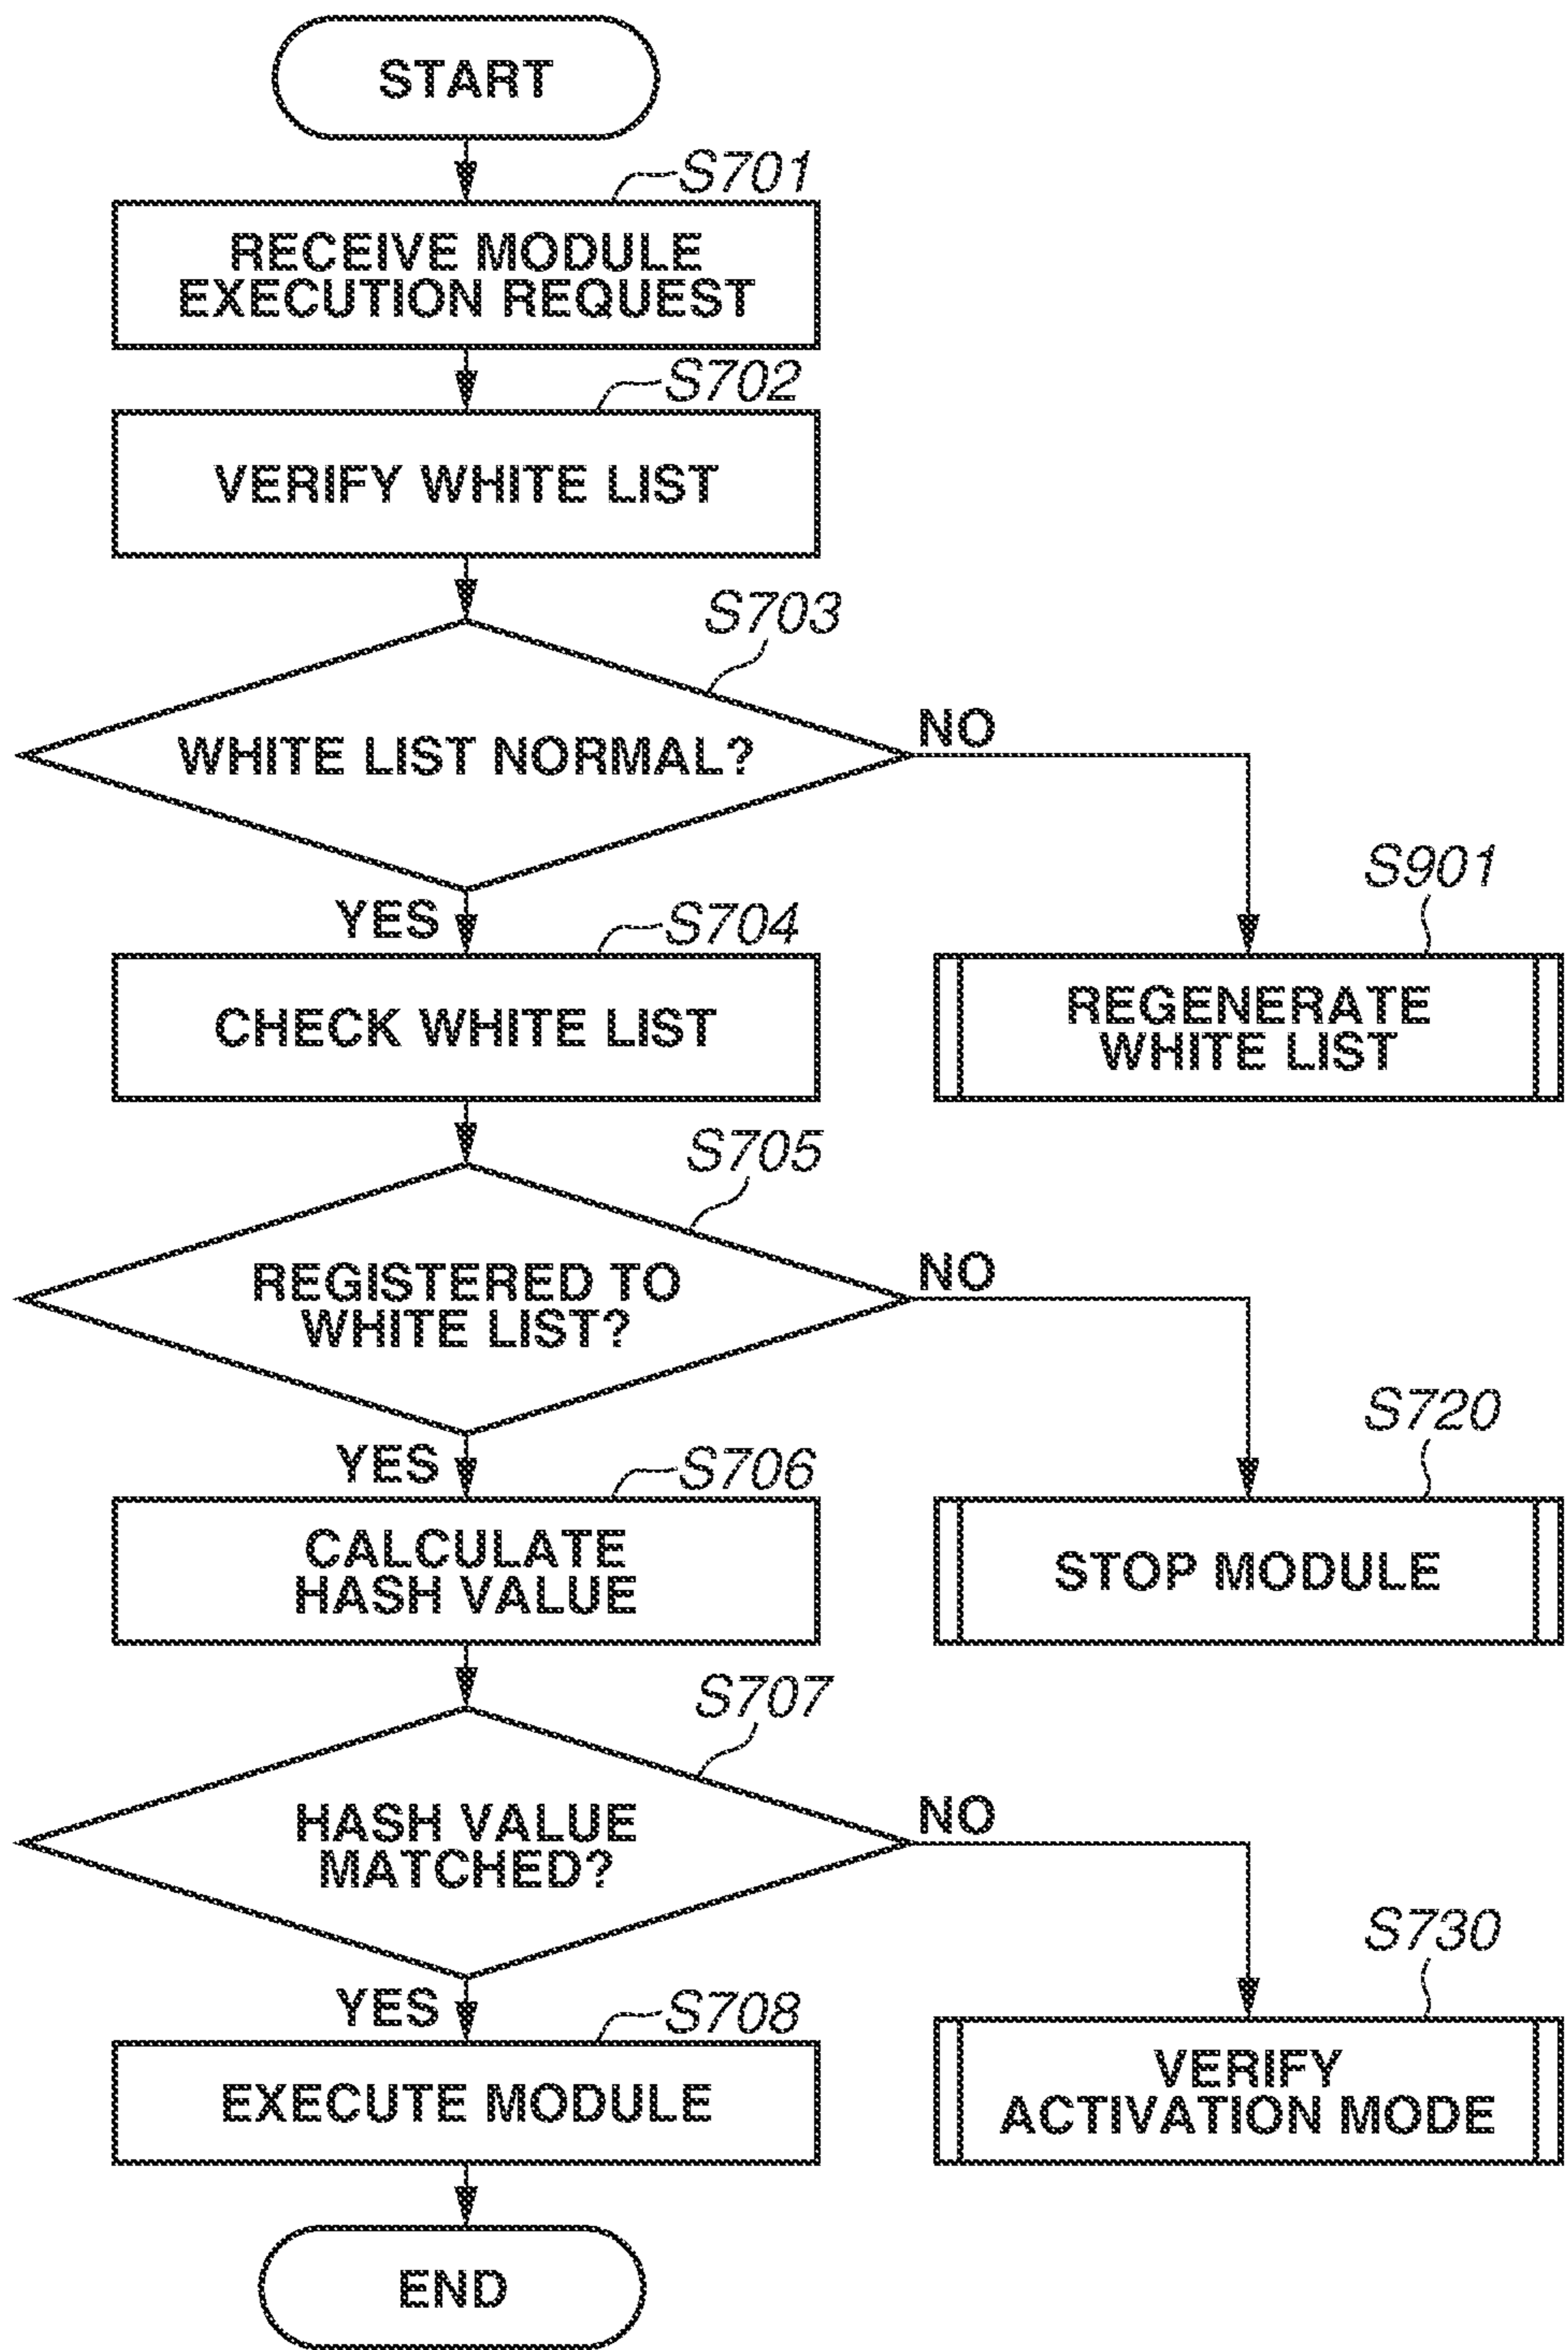 START
S701
RECEIVE MODULE
EXECUTION REQUEST
S702
VERIFY WHITE LIST
S703
WHITE LIST NORMAL?
NO
YES
S704
CHECK WHITE LIST
S901
REGENERATE
WHITE LIST
S705
REGISTERED TO
WHITE LIST?
NO
YES
S706
CALCULATE
HASH VALUE
S720
STOP MODULE
S707
HASH VALUE
MATCHED?
NO
YES
S708
EXECUTE MODULE
S730
VERIFY
ACTIVATION MODE
END